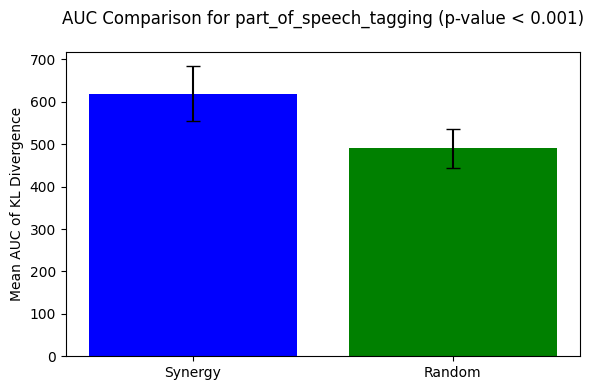 AUC Comparison for part_of_speech_tagging (p-value < 0.001)
Mean AUC of KL Divergence
700
600
500
400
300
200
100
0
Synergy
Random